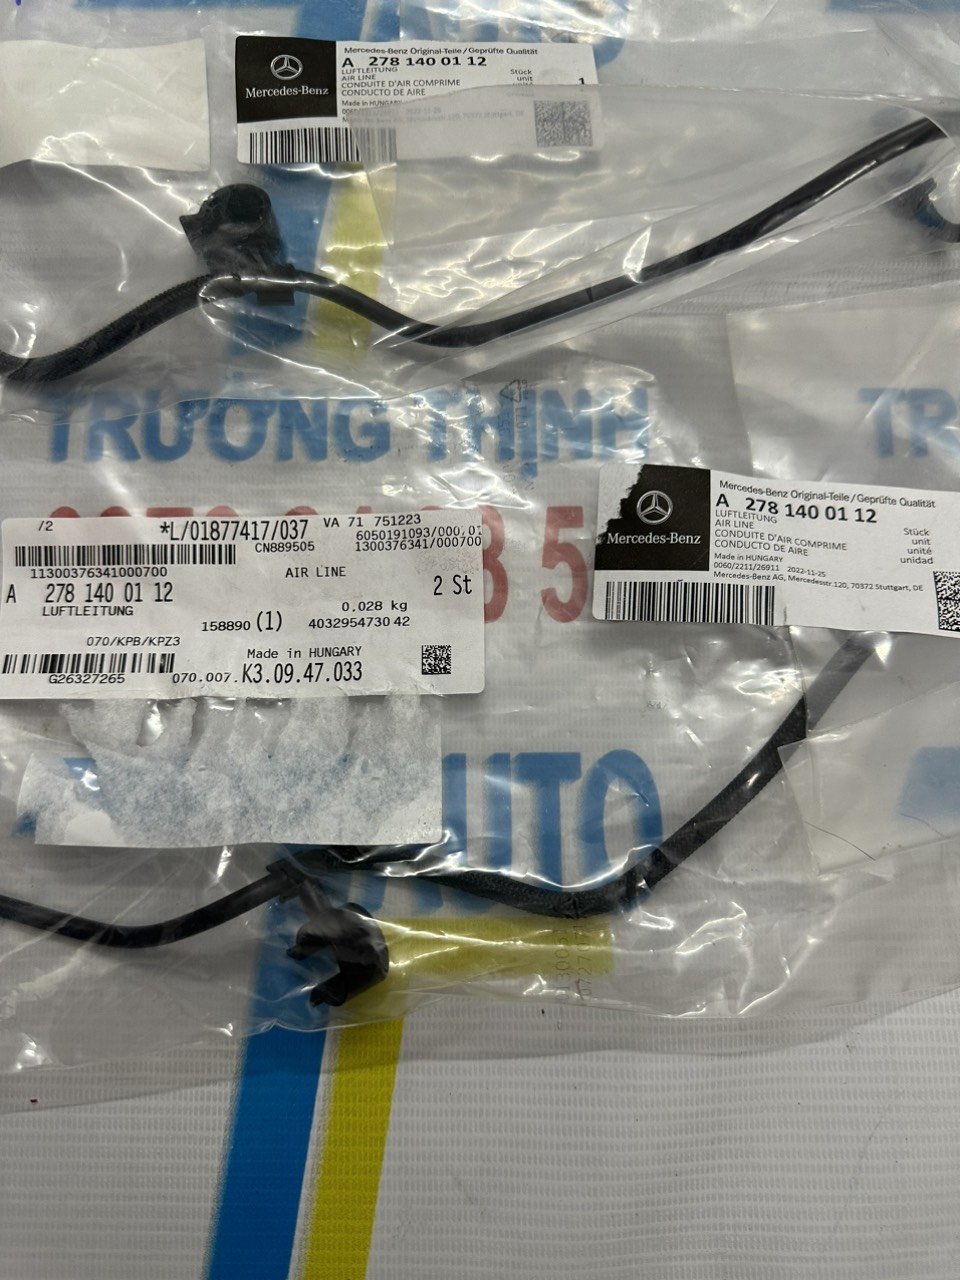 Mercedes-Benz Original-Teile/Geprüfte Qualität
A 278 140 01 12
LUFTLEITUNG
AIR LINE
CONDUITE D'AIR COMPRIME
CONDUCTO DE AIRE
Stück
unit
1
Made in HUNGARY
Mercedes-Benz
TRƯỜNG THỊNH
TR
5
AUTO
/2
*L/01877417/037
VA 71 751223
6050191093/000,01
CN889505
1300376341/000700
11300376341000700
AIR LINE
A 278 140 01 12
2 St
LUFTLEITUNG
0.028 kg
158890 (1)
4032954730 42
070/KPB/KPZ3
Made in HUNGARY
G26327265
070.007.K3.09.47.033
Mercedes-Benz Original-Teile/Geprüfte Qualität
A 278 140 01 12
LUFTLEITUNG
AIR LINE
CONDUITE D'AIR COMPRIME
CONDUCTO DE AIRE
Stück
unit
unité
unidad
Made in HUNGARY
0060/2211/26911 2022-11-25
Mercedes-Benz AG, Mercedesstr.120, 70372 Stuttgart, DE
Mercedes-Benz